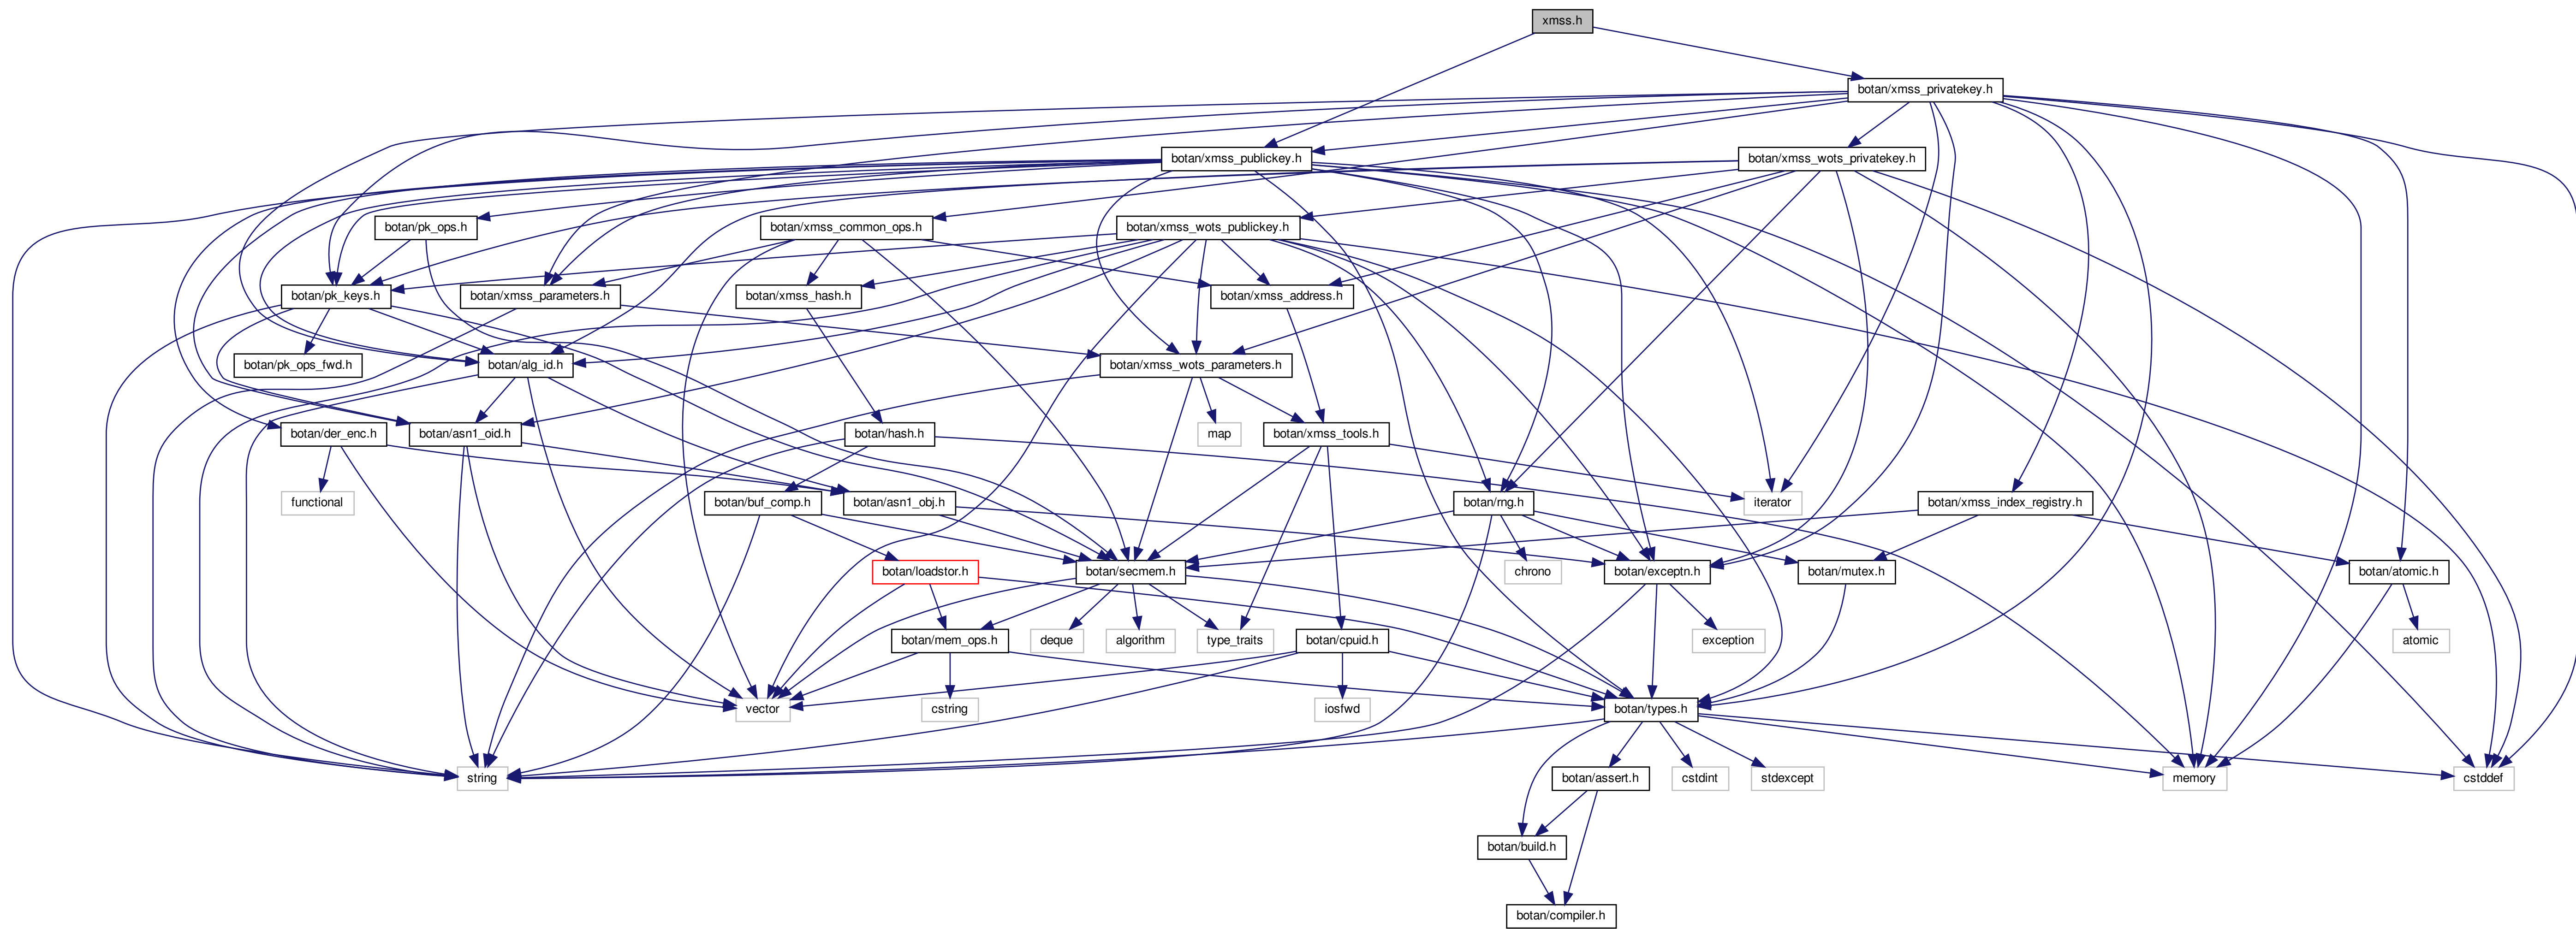 xmss.h
botan/xmss_privatekey.h
botan/xmss_publickey.h
botan/xmss_wots_privatekey.h
botan/pk_ops.h
botan/xmss_common_ops.h
botan/xmss_wots_publickey.h
botan/pk_keys.h
botan/xmss_parameters.h
botan/xmss_hash.h
botan/xmss_address.h
botan/pk_ops_fwd.h
botan/alg_id.h
botan/xmss_wots_parameters.h
botan/der_enc.h
botan/asn1_oid.h
botan/hash.h
map
botan/xmss_tools.h
functional
botan/buf_comp.h
botan/asn1_obj.h
botan/rng.h
iterator
botan/xmss_index_registry.h
botan/loadstor.h
botan/secmem.h
chrono
botan/exceptn.h
botan/mutex.h
botan/atomic.h
botan/mem_ops.h
deque
algorithm
type_traits
botan/cpuid.h
exception
atomic
vector
cstring
iosfwd
botan/types.h
string
botan/assert.h
cstdint
stdexcept
memory
cstddef
botan/build.h
botan/compiler.h